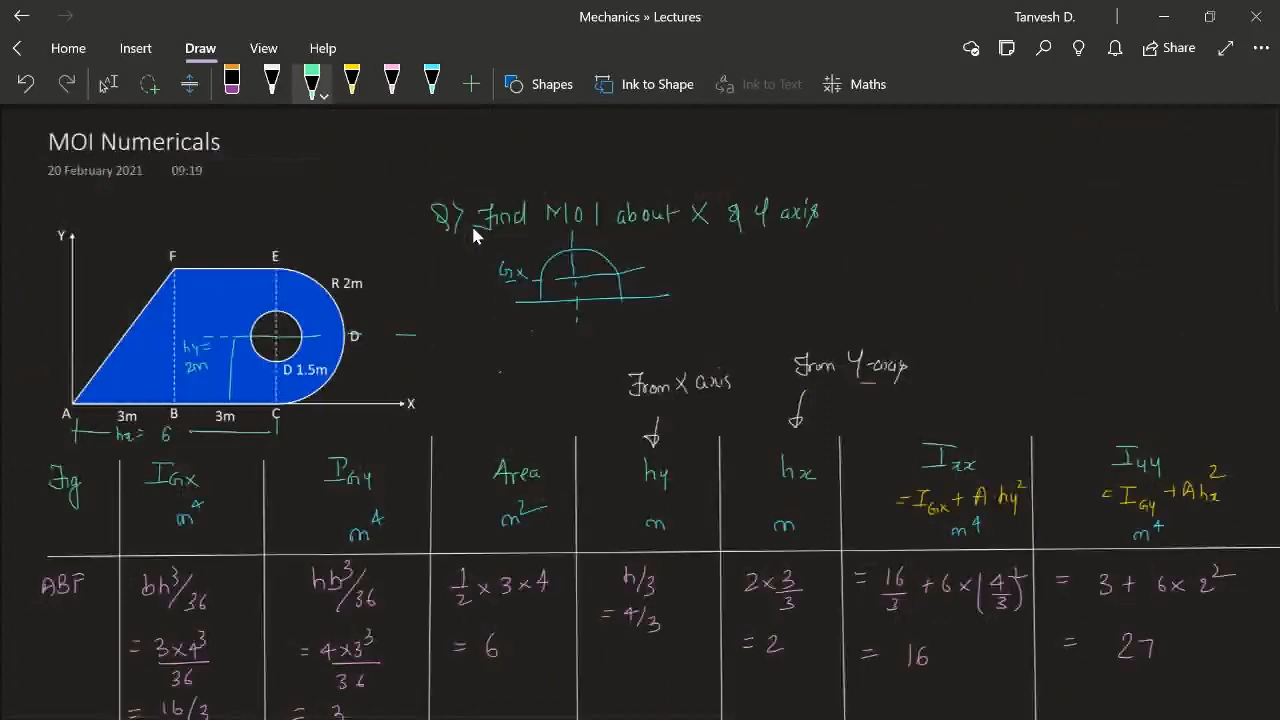 Mechanics » Lectures
Tanvesh D.
Home Insert Draw View Help
Share
Shapes Ink to Shape Ink to Text Maths
MOI Numericals
20 February 2021 09:19
Q> Find MOI about X & Y axis
Y
F E
R 2m
Gx
hy =
2m
D
D 1.5m
A 3m B 3m C X
hx = 6
From X axis
From Y-axis
Fig IGx IGy Area hy hx Ixx Iyy
= IGx + A hy² = IGy + Ahx²
m⁴ m⁴ m² m m m⁴ m⁴
ABF bh³/36 hb³/36 1/2 × 3 × 4 h/3 2 × 3/3 = 16/3 + 6 × (4/3)² = 3 + 6 × 2²
= 3×4³/36 = 4×3³/36 = 6 = 4/3 = 2 = 16 = 27
= 16/3 = 3